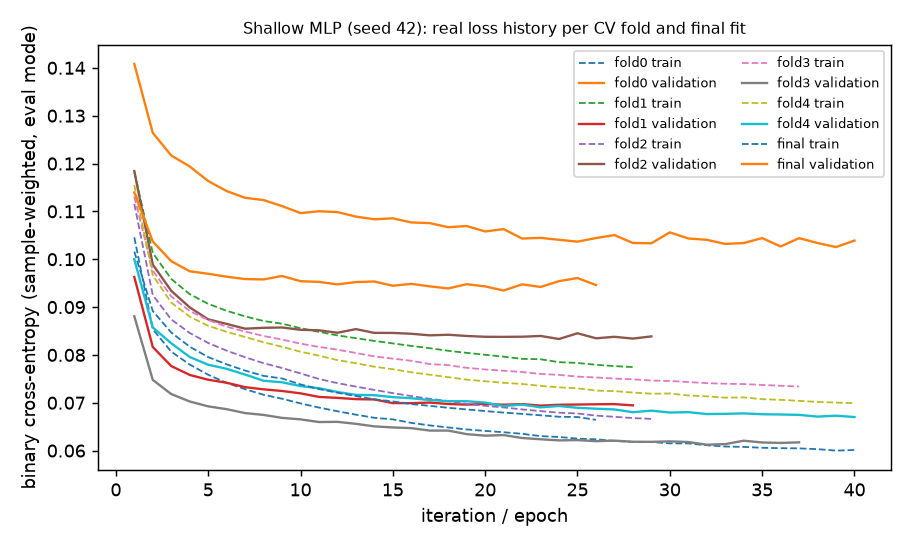 Shallow MLP (seed 42): real loss history per CV fold and final fit
binary cross-entropy (sample-weighted, eval mode)
0.14
0.13
0.12
0.11
0.10
0.09
0.08
0.07
0.06
fold0 train
fold0 validation
fold1 train
fold1 validation
fold2 train
fold2 validation
fold3 train
fold3 validation
fold4 train
fold4 validation
final train
final validation
0
5
10
15
20
25
30
35
40
iteration / epoch